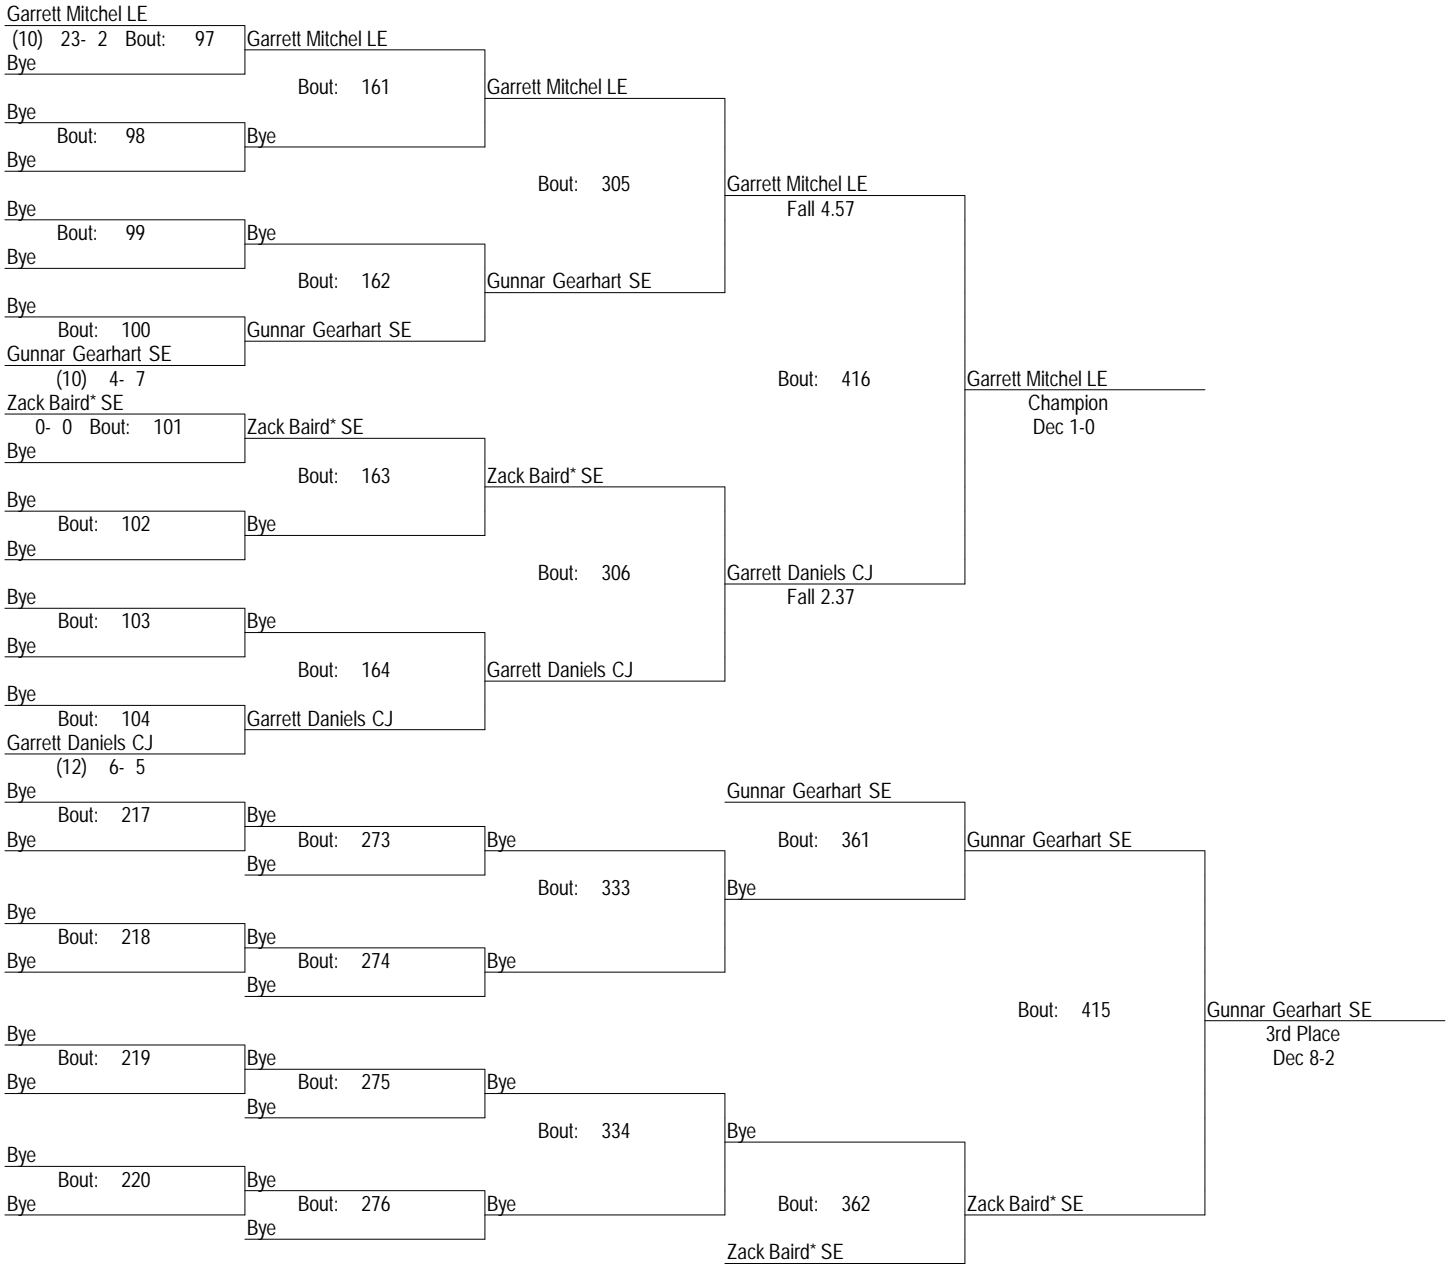 Garrett Mitchel LE
(10) 23- 2 Bout: 97 Garrett Mitchel LE
Bye
Bout: 161 Garrett Mitchel LE
Bye
Bout: 98 Bye
Bye
Bout: 305 Garrett Mitchel LE
Bye Fall 4.57
Bout: 99 Bye
Bye
Bout: 162 Gunnar Gearhart SE
Bye
Bout: 100 Gunnar Gearhart SE
Gunnar Gearhart SE
(10) 4- 7 Bout: 416 Garrett Mitchel LE
Zack Baird* SE Champion
0- 0 Bout: 101 Zack Baird* SE Dec 1-0
Bye
Bout: 163 Zack Baird* SE
Bye
Bout: 102 Bye
Bye
Bout: 306 Garrett Daniels CJ
Bye Fall 2.37
Bout: 103 Bye
Bye
Bout: 164 Garrett Daniels CJ
Bye
Bout: 104 Garrett Daniels CJ
Garrett Daniels CJ
(12) 6- 5
Bye Gunnar Gearhart SE
Bout: 217 Bye
Bye Bout: 273 Bye Bout: 361 Gunnar Gearhart SE
Bye
Bout: 333 Bye
Bye
Bout: 218 Bye
Bye Bout: 274 Bye
Bye
Bout: 415 Gunnar Gearhart SE
Bye 3rd Place
Bout: 219 Bye Dec 8-2
Bye Bout: 275 Bye
Bye
Bout: 334 Bye
Bye
Bout: 220 Bye
Bye Bout: 276 Bye Bout: 362 Zack Baird* SE
Bye
Zack Baird* SE